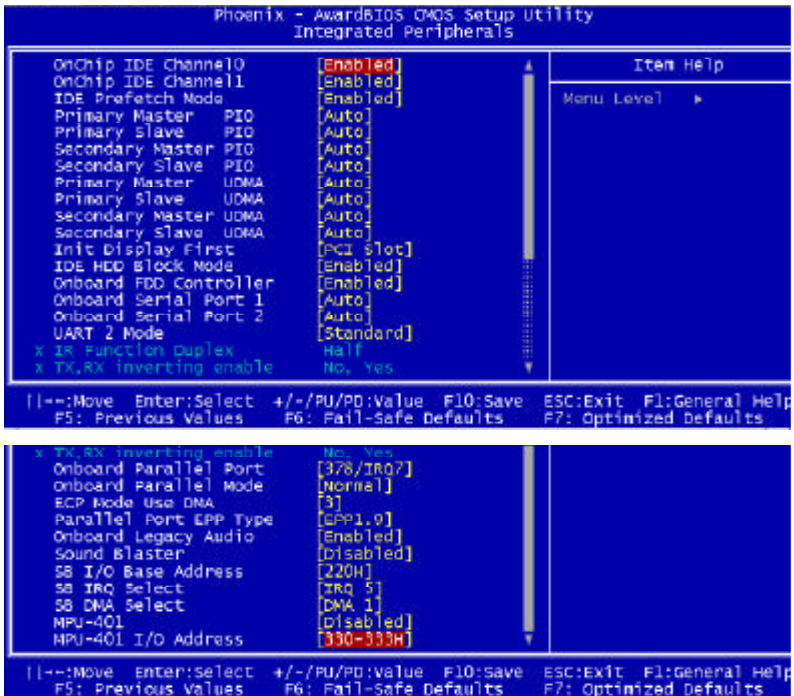 Phoenix - AwardBIOS CMOS Setup Utility
Integrated Peripherals
OnChip IDE Channel0 [Enabled]
OnChip IDE Channel1 [Enabled]
IDE Prefetch Mode [Enabled]
Primary Master PIO [Auto]
Primary Slave PIO [Auto]
Secondary Master PIO [Auto]
Secondary Slave PIO [Auto]
Primary Master UDMA [Auto]
Primary Slave UDMA [Auto]
Secondary Master UDMA [Auto]
Secondary Slave UDMA [Auto]
Init Display First [PCI Slot]
IDE HDD Block Mode [Enabled]
Onboard FDD Controller [Enabled]
Onboard Serial Port 1 [Auto]
Onboard Serial Port 2 [Auto]
UART 2 Mode [Standard]
x IR Function Duplex Half
x TX,RX inverting enable No, Yes
Item Help
Menu Level ▸
||--:Move Enter:Select +/-/PU/PD:Value F10:Save ESC:Exit F1:General Help
F5: Previous Values F6: Fail-Safe Defaults F7: Optimized Defaults
x TX,RX inverting enable No, Yes
Onboard Parallel Port [378/IRQ7]
Onboard Parallel Mode [Normal]
ECP Mode Use DMA [3]
Parallel Port EPP Type [EPP1.9]
Onboard Legacy Audio [Enabled]
Sound Blaster [Disabled]
SB I/O Base Address [220H]
SB IRQ Select [IRQ 5]
SB DMA Select [DMA 1]
MPU-401 [Disabled]
MPU-401 I/O Address [330-333H]
||--:Move Enter:Select +/-/PU/PD:Value F10:Save ESC:Exit F1:General Help
F5: Previous Values F6: Fail-Safe Defaults F7: Optimized Defaults